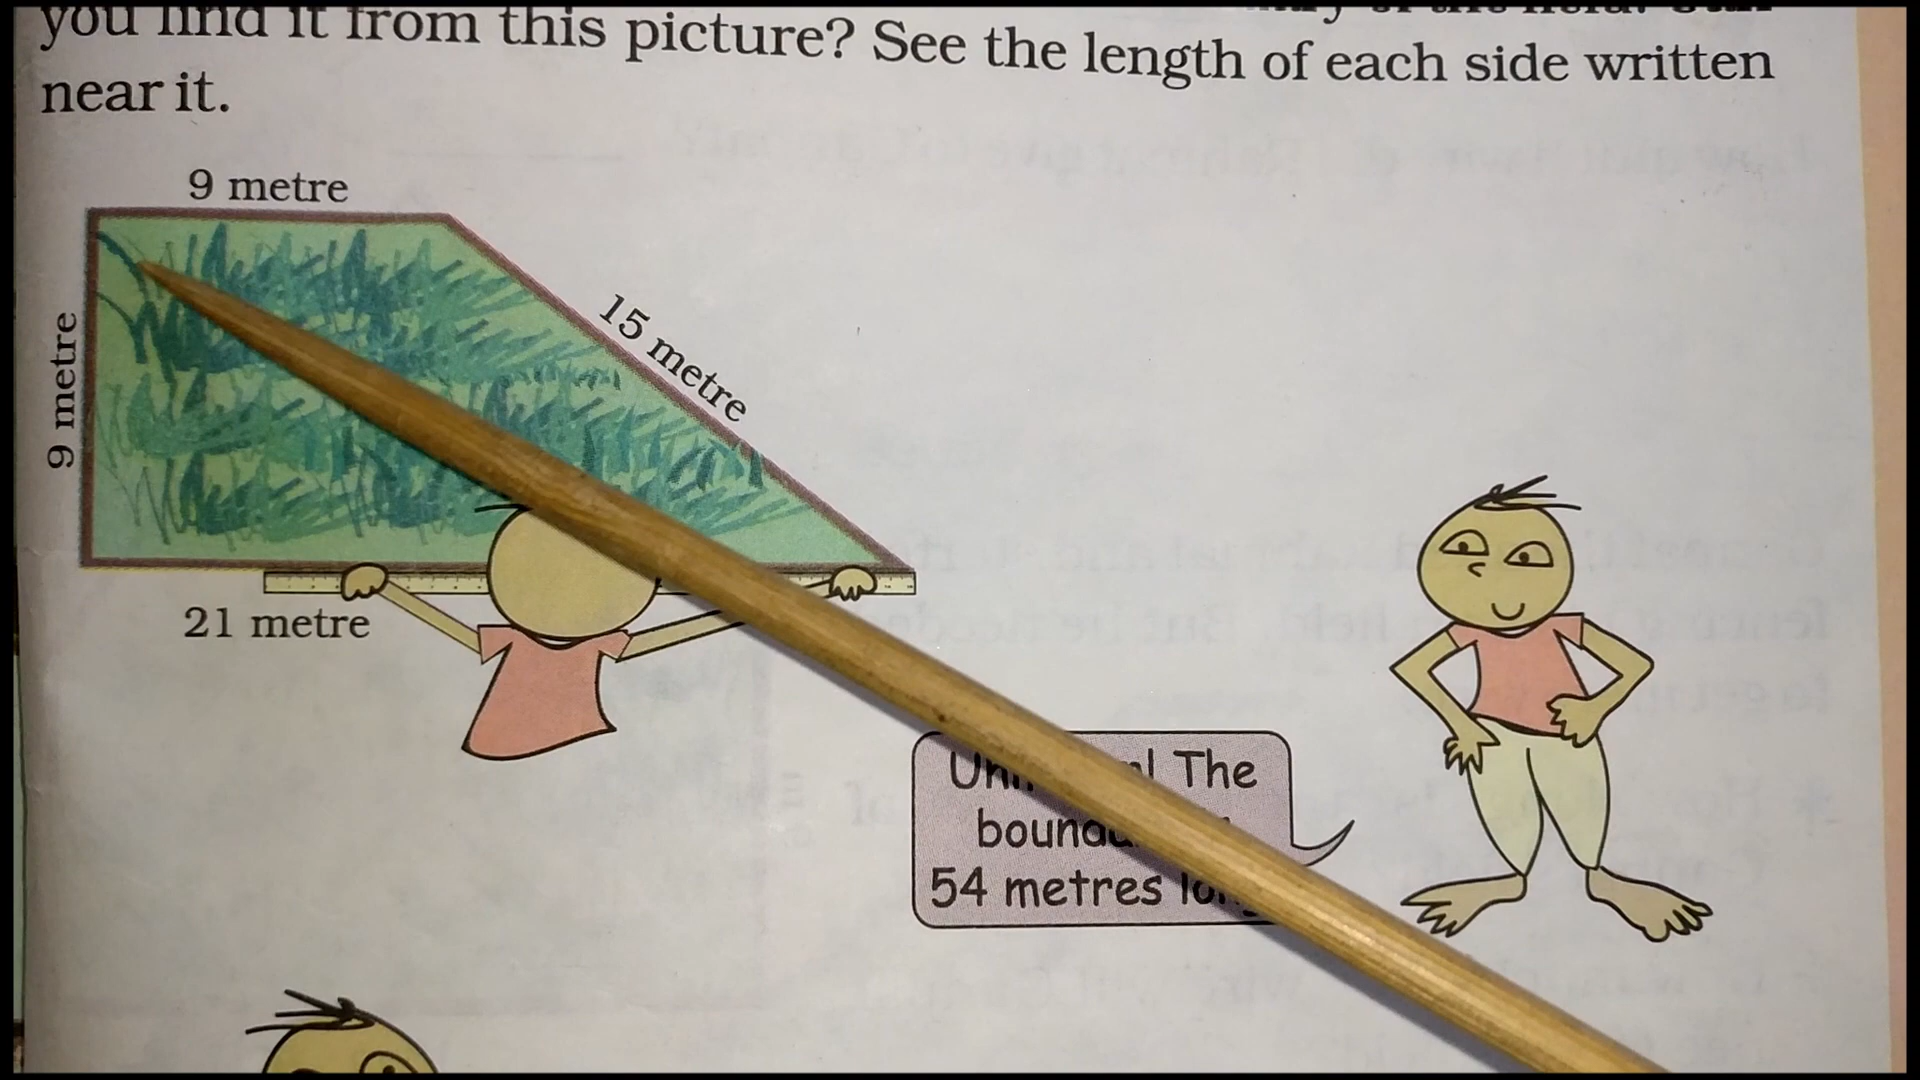 you find it from this picture? See the length of each side written
near it.
9 metre
15 metre
9 metre
21 metre
The
54 metres